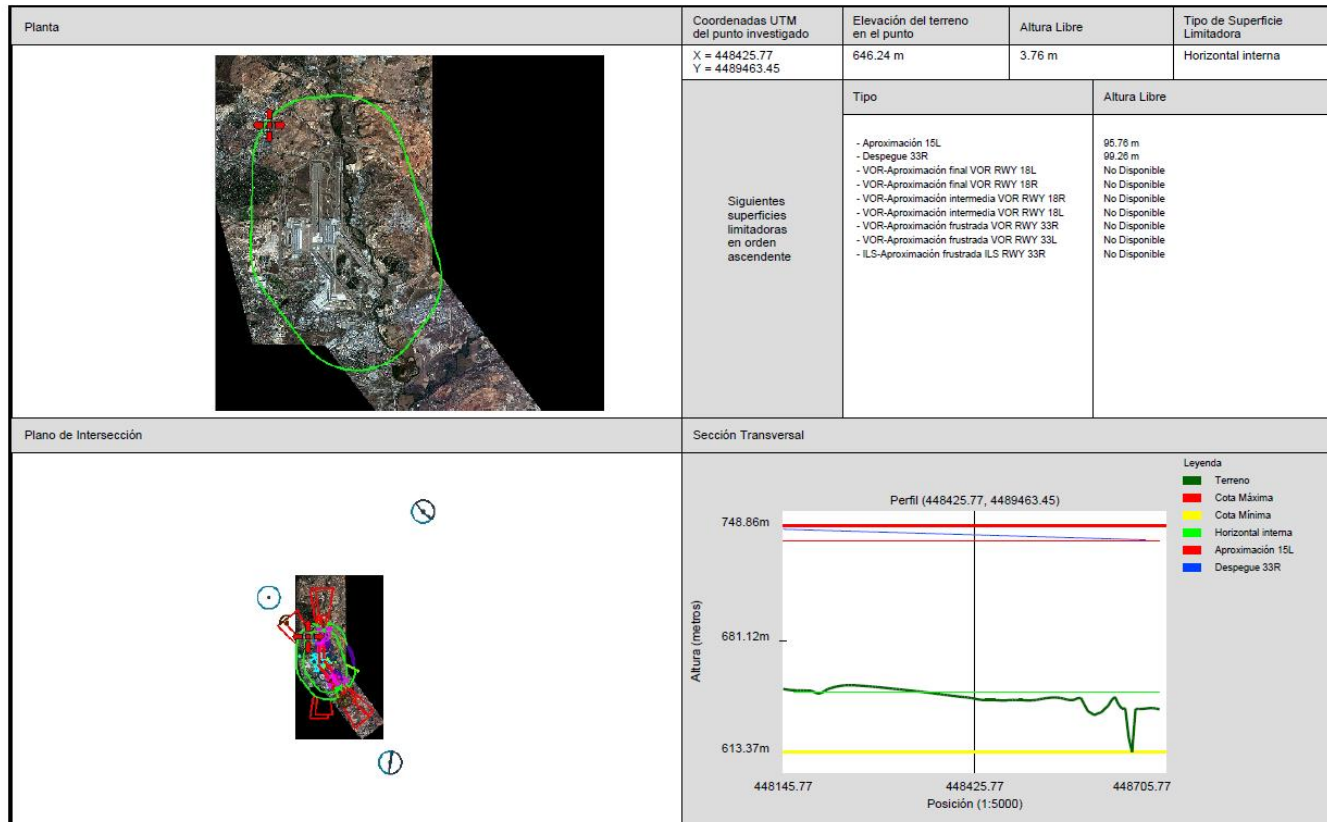 Planta
Coordenadas UTM
del punto investigado
Elevación del terreno
en el punto
Altura Libre
Tipo de Superficie
Limitadora
X = 448425.77
Y = 4489463.45
646.24 m
3.76 m
Horizontal interna
Siguientes
superficies
limitadoras
en orden
ascendente
Tipo
Altura Libre
- Aproximación 15L
95.76 m
- Despegue 33R
99.26 m
- VOR-Aproximación final VOR RWY 18L
No Disponible
- VOR-Aproximación final VOR RWY 18R
No Disponible
- VOR-Aproximación intermedia VOR RWY 18R
No Disponible
- VOR-Aproximación intermedia VOR RWY 18L
No Disponible
- VOR-Aproximación frustrada VOR RWY 33R
No Disponible
- VOR-Aproximación frustrada VOR RWY 33L
No Disponible
- ILS-Aproximación frustrada ILS RWY 33R
No Disponible
Plano de Intersección
Sección Transversal
Leyenda
Terreno
Cota Máxima
Cota Mínima
Horizontal interna
Aproximación 15L
Despegue 33R
Perfil (448425.77, 4489463.45)
748.86m
681.12m
613.37m
Altura (metros)
448145.77
448425.77
448705.77
Posición (1:5000)